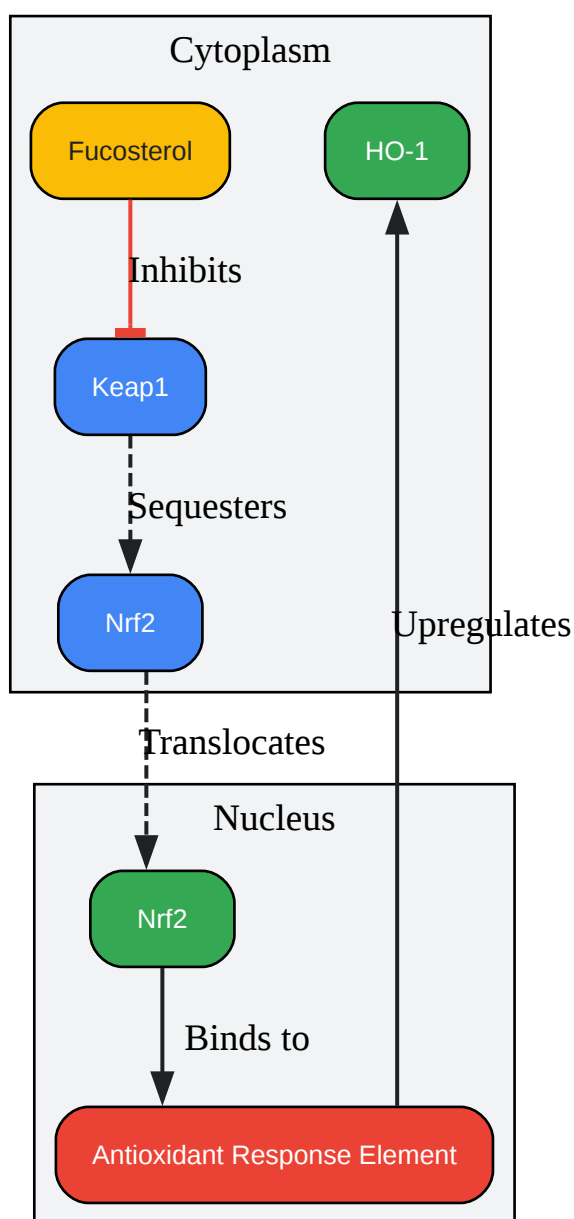 Cytoplasm
Fucosterol
HO-1
Inhibits
Keap1
Sequesters
Nrf2
Upregulates
Translocates
Nucleus
Nrf2
Binds to
Antioxidant Response Element